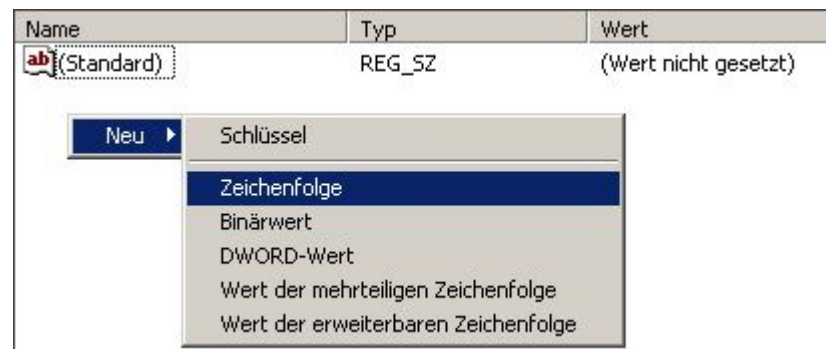 Name Typ Wert
ab (Standard) REG_SZ (Wert nicht gesetzt)
Neu Schlüssel
Zeichenfolge
Binärwert
DWORD-Wert
Wert der mehrteiligen Zeichenfolge
Wert der erweiterbaren Zeichenfolge